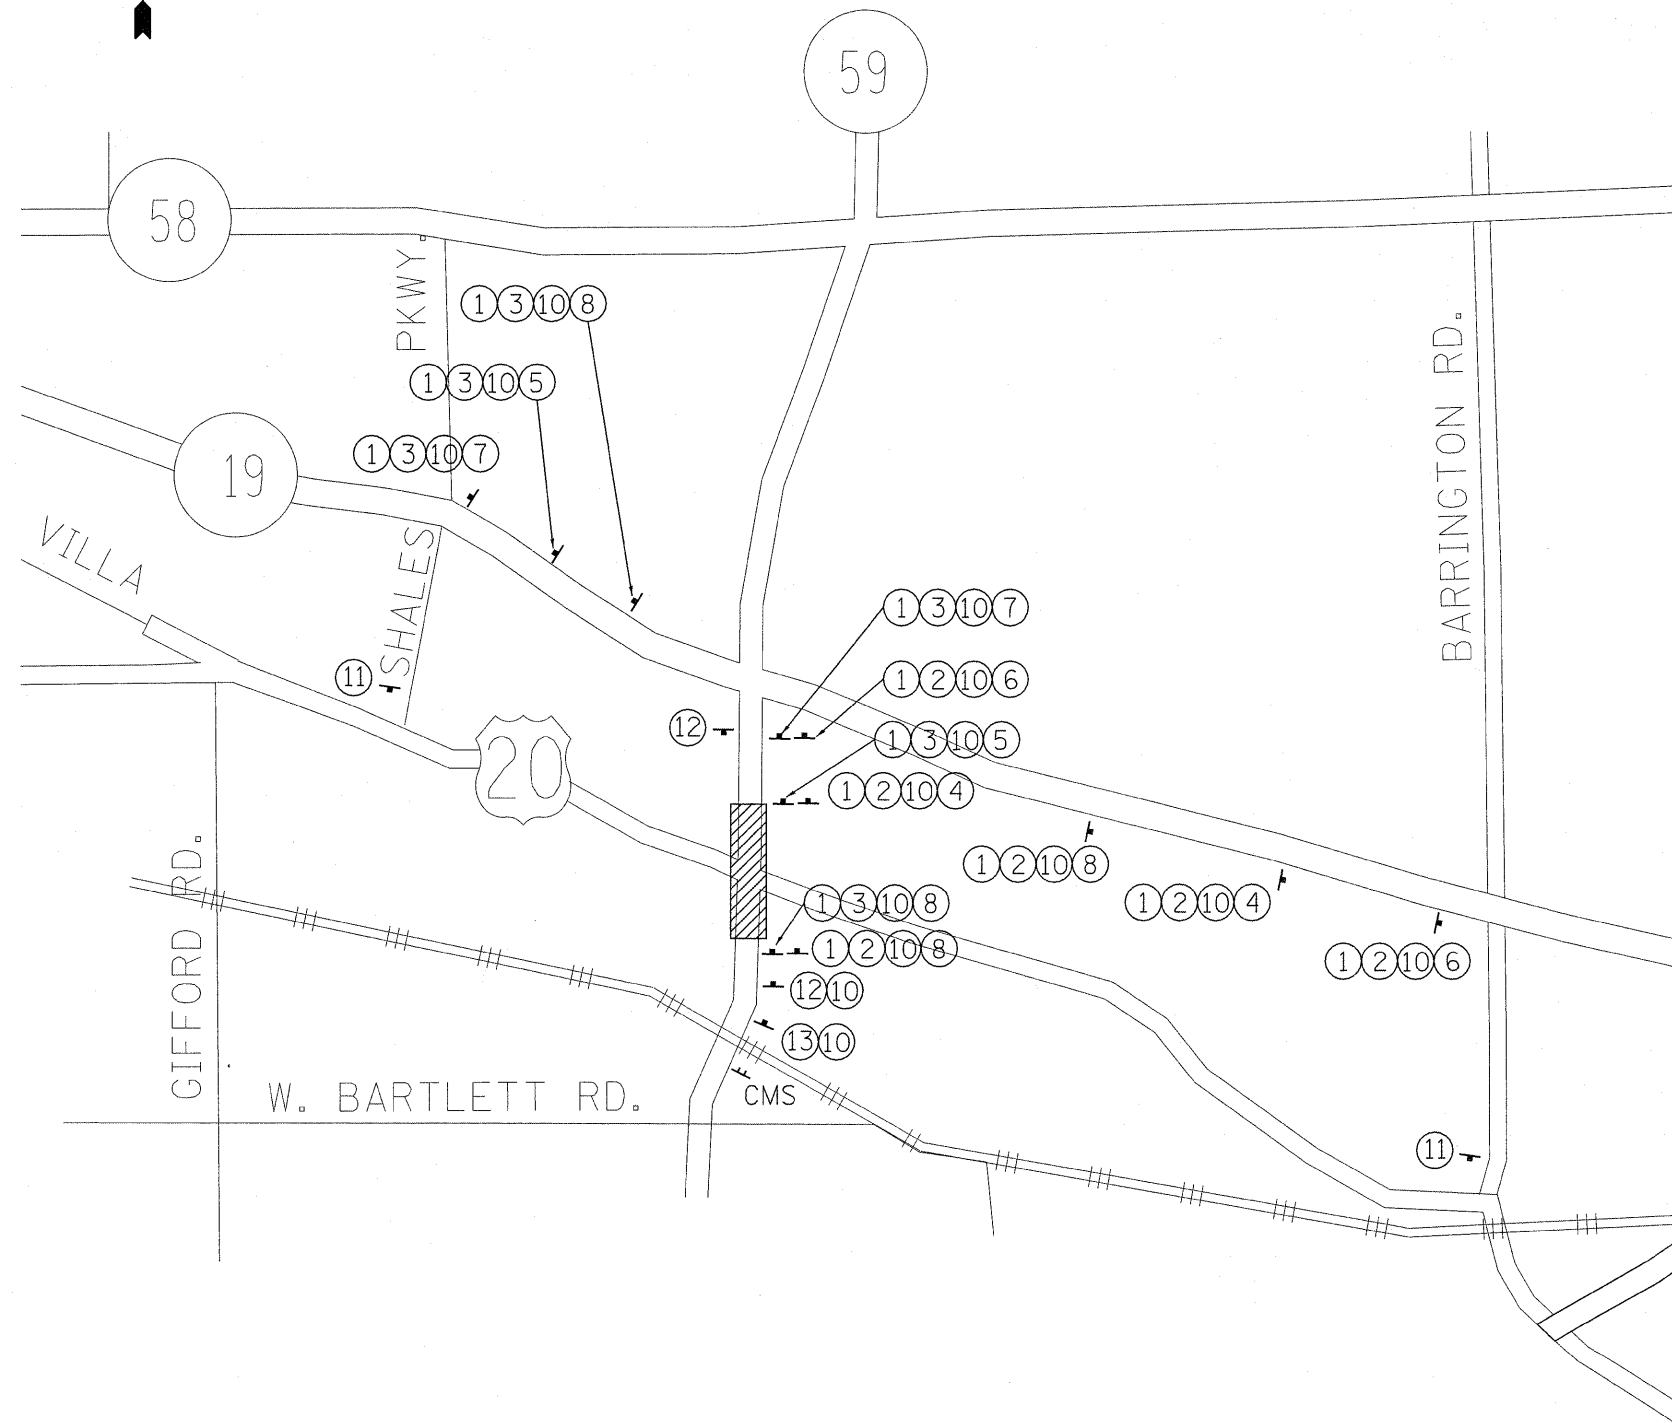 59
58
PKWY.
1 3 10 8
BARRINGTON RD.
1 3 10 5
1 3 10 7
19
VILLA
SHALES
1 3 10 7
11
1 2 10 6
12
1 3 10 5
20
1 2 10 4
1 2 10 8
1 3 10 8
1 2 10 4
GIFFORD RD.
1 2 10 8
1 2 10 6
12 10
13 10
W. BARTLETT RD.
CMS
11